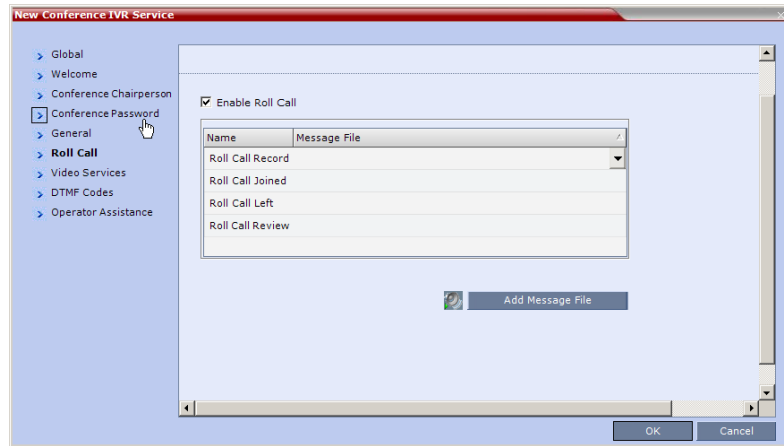 New Conference IVR Service
Global
Welcome
Conference Chairperson
Conference Password
General
Roll Call
Video Services
DTMF Codes
Operator Assistance
Enable Roll Call
Name Message File
Roll Call Record
Roll Call Joined
Roll Call Left
Roll Call Review
Add Message File
OK Cancel